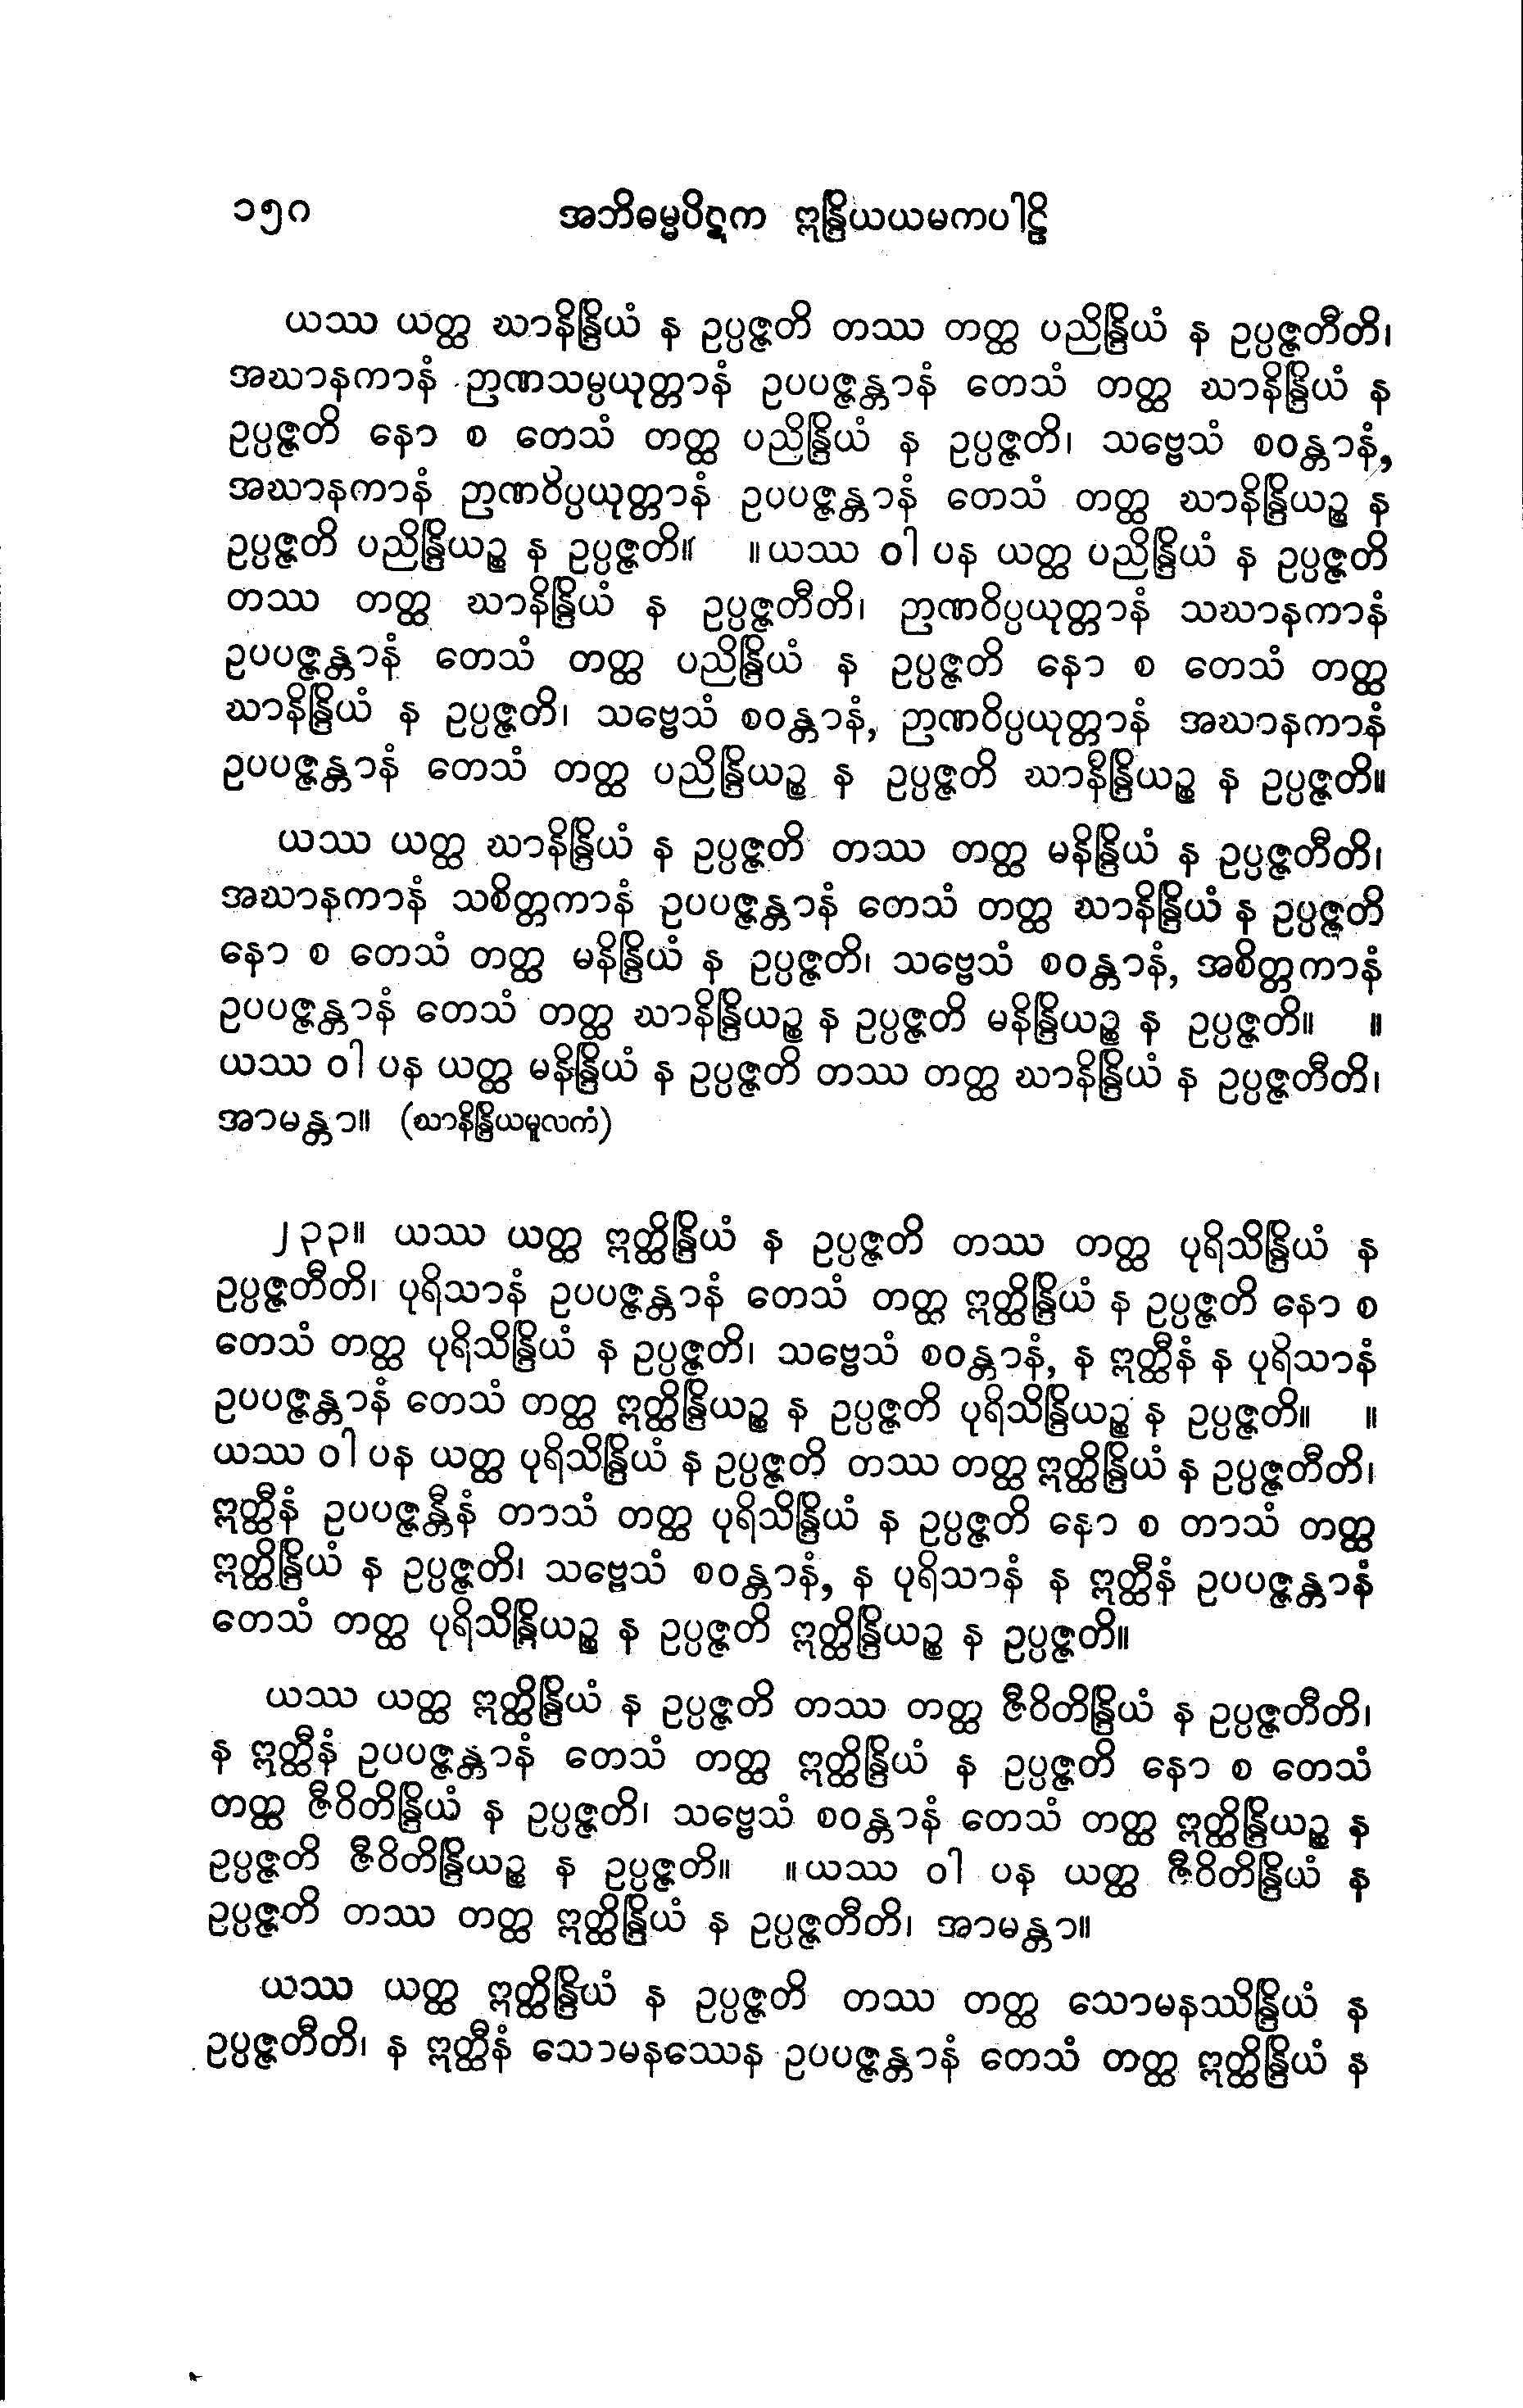 ၁၅၈ အဘိဓမ္မပိဋက ဣန္ဒြိယယမကပါဠိ
ယဿ ယတ္ထ ဃာနိန္ဒြိယံ န ဥပ္ပဇ္ဇတိ တဿ တတ္ထ ပညိန္ဒြိယံ န ဥပ္ပဇ္ဇတီတိ၊
အဃာနကာနံ ဉာဏသမ္ပယုတ္တာနံ ဥပပဇ္ဇန္တာနံ တေသံ တတ္ထ ဃာနိန္ဒြိယံ န
ဥပ္ပဇ္ဇတိ နော စ တေသံ တတ္ထ ပညိန္ဒြိယံ န ဥပ္ပဇ္ဇတိ၊ သဗ္ဗေသံ စဝန္တာနံ,
အဃာနကာနံ ဉာဏဝိပ္ပယုတ္တာနံ ဥပပဇ္ဇန္တာနံ တေသံ တတ္ထ ဃာနိန္ဒြိယဉ္စ န
ဥပ္ပဇ္ဇတိ ပညိန္ဒြိယဉ္စ န ဥပ္ပဇ္ဇတိ။ ။ယဿ ဝါ ပန ယတ္ထ ပညိန္ဒြိယံ န ဥပ္ပဇ္ဇတိ
တဿ တတ္ထ ဃာနိန္ဒြိယံ န ဥပ္ပဇ္ဇတီတိ၊ ဉာဏဝိပ္ပယုတ္တာနံ သဃာနကာနံ
ဥပပဇ္ဇန္တာနံ တေသံ တတ္ထ ပညိန္ဒြိယံ န ဥပ္ပဇ္ဇတိ နော စ တေသံ တတ္ထ
ဃာနိန္ဒြိယံ န ဥပ္ပဇ္ဇတိ၊ သဗ္ဗေသံ စဝန္တာနံ, ဉာဏဝိပ္ပယုတ္တာနံ အဃာနကာနံ
ဥပပဇ္ဇန္တာနံ တေသံ တတ္ထ ပညိန္ဒြိယဉ္စ န ဥပ္ပဇ္ဇတိ ဃာနိန္ဒြိယဉ္စ န ဥပ္ပဇ္ဇတိ။
ယဿ ယတ္ထ ဃာနိန္ဒြိယံ န ဥပ္ပဇ္ဇတိ တဿ တတ္ထ မနိန္ဒြိယံ န ဥပ္ပဇ္ဇတီတိ၊
အဃာနကာနံ သစိတ္တကာနံ ဥပပဇ္ဇန္တာနံ တေသံ တတ္ထ ဃာနိန္ဒြိယံ န ဥပ္ပဇ္ဇတိ
နော စ တေသံ တတ္ထ မနိန္ဒြိယံ န ဥပ္ပဇ္ဇတိ၊ သဗ္ဗေသံ စဝန္တာနံ, အစိတ္တကာနံ
ဥပပဇ္ဇန္တာနံ တေသံ တတ္ထ ဃာနိန္ဒြိယဉ္စ န ဥပ္ပဇ္ဇတိ မနိန္ဒြိယဉ္စ န ဥပ္ပဇ္ဇတိ။ ။
ယဿ ဝါ ပန ယတ္ထ မနိန္ဒြိယံ န ဥပ္ပဇ္ဇတိ တဿ တတ္ထ ဃာနိန္ဒြိယံ န ဥပ္ပဇ္ဇတီတိ၊
အာမန္တာ။ (ဃာနိန္ဒြိယမူလကံ)
၂၃၃။ ယဿ ယတ္ထ ဣတ္ထိန္ဒြိယံ န ဥပ္ပဇ္ဇတိ တဿ တတ္ထ ပုရိသိန္ဒြိယံ န
ဥပ္ပဇ္ဇတီတိ၊ ပုရိသာနံ ဥပပဇ္ဇန္တာနံ တေသံ တတ္ထ ဣတ္ထိန္ဒြိယံ န ဥပ္ပဇ္ဇတိ နော စ
တေသံ တတ္ထ ပုရိသိန္ဒြိယံ န ဥပ္ပဇ္ဇတိ၊ သဗ္ဗေသံ စဝန္တာနံ, န ဣတ္ထီနံ န ပုရိသာနံ
ဥပပဇ္ဇန္တာနံ တေသံ တတ္ထ ဣတ္ထိန္ဒြိယဉ္စ န ဥပ္ပဇ္ဇတိ ပုရိသိန္ဒြိယဉ္စ န ဥပ္ပဇ္ဇတိ။ ။
ယဿ ဝါ ပန ယတ္ထ ပုရိသိန္ဒြိယံ န ဥပ္ပဇ္ဇတိ တဿ တတ္ထ ဣတ္ထိန္ဒြိယံ န ဥပ္ပဇ္ဇတီတိ၊
ဣတ္ထီနံ ဥပပဇ္ဇန္တီနံ တာသံ တတ္ထ ပုရိသိန္ဒြိယံ န ဥပ္ပဇ္ဇတိ နော စ တာသံ တတ္ထ
ဣတ္ထိန္ဒြိယံ န ဥပ္ပဇ္ဇတိ၊ သဗ္ဗေသံ စဝန္တာနံ, န ပုရိသာနံ န ဣတ္ထီနံ ဥပပဇ္ဇန္တာနံ
တေသံ တတ္ထ ပုရိသိန္ဒြိယဉ္စ န ဥပ္ပဇ္ဇတိ ဣတ္ထိန္ဒြိယဉ္စ န ဥပ္ပဇ္ဇတိ။
ယဿ ယတ္ထ ဣတ္ထိန္ဒြိယံ န ဥပ္ပဇ္ဇတိ တဿ တတ္ထ ဇီဝိတိန္ဒြိယံ န ဥပ္ပဇ္ဇတီတိ၊
န ဣတ္ထီနံ ဥပပဇ္ဇန္တာနံ တေသံ တတ္ထ ဣတ္ထိန္ဒြိယံ န ဥပ္ပဇ္ဇတိ နော စ တေသံ
တတ္ထ ဇီဝိတိန္ဒြိယံ န ဥပ္ပဇ္ဇတိ၊ သဗ္ဗေသံ စဝန္တာနံ တေသံ တတ္ထ ဣတ္ထိန္ဒြိယဉ္စ န
ဥပ္ပဇ္ဇတိ ဇီဝိတိန္ဒြိယဉ္စ န ဥပ္ပဇ္ဇတိ။ ။ယဿ ဝါ ပန ယတ္ထ ဇီဝိတိန္ဒြိယံ န
ဥပ္ပဇ္ဇတိ တဿ တတ္ထ ဣတ္ထိန္ဒြိယံ န ဥပ္ပဇ္ဇတီတိ၊ အာမန္တာ။
ယဿ ယတ္ထ ဣတ္ထိန္ဒြိယံ န ဥပ္ပဇ္ဇတိ တဿ တတ္ထ သောမနဿိန္ဒြိယံ န
ဥပ္ပဇ္ဇတီတိ၊ န ဣတ္ထီနံ သောမနဿေန ဥပပဇ္ဇန္တာနံ တေသံ တတ္ထ ဣတ္ထိန္ဒြိယံ န